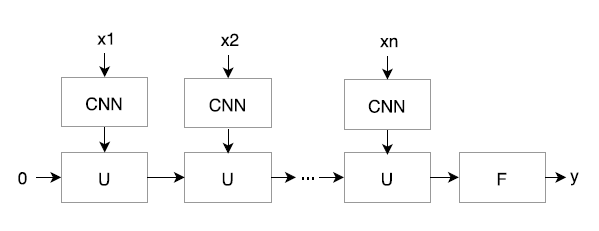 x1 x2 xn
CNN CNN CNN
0 U U ... U F y